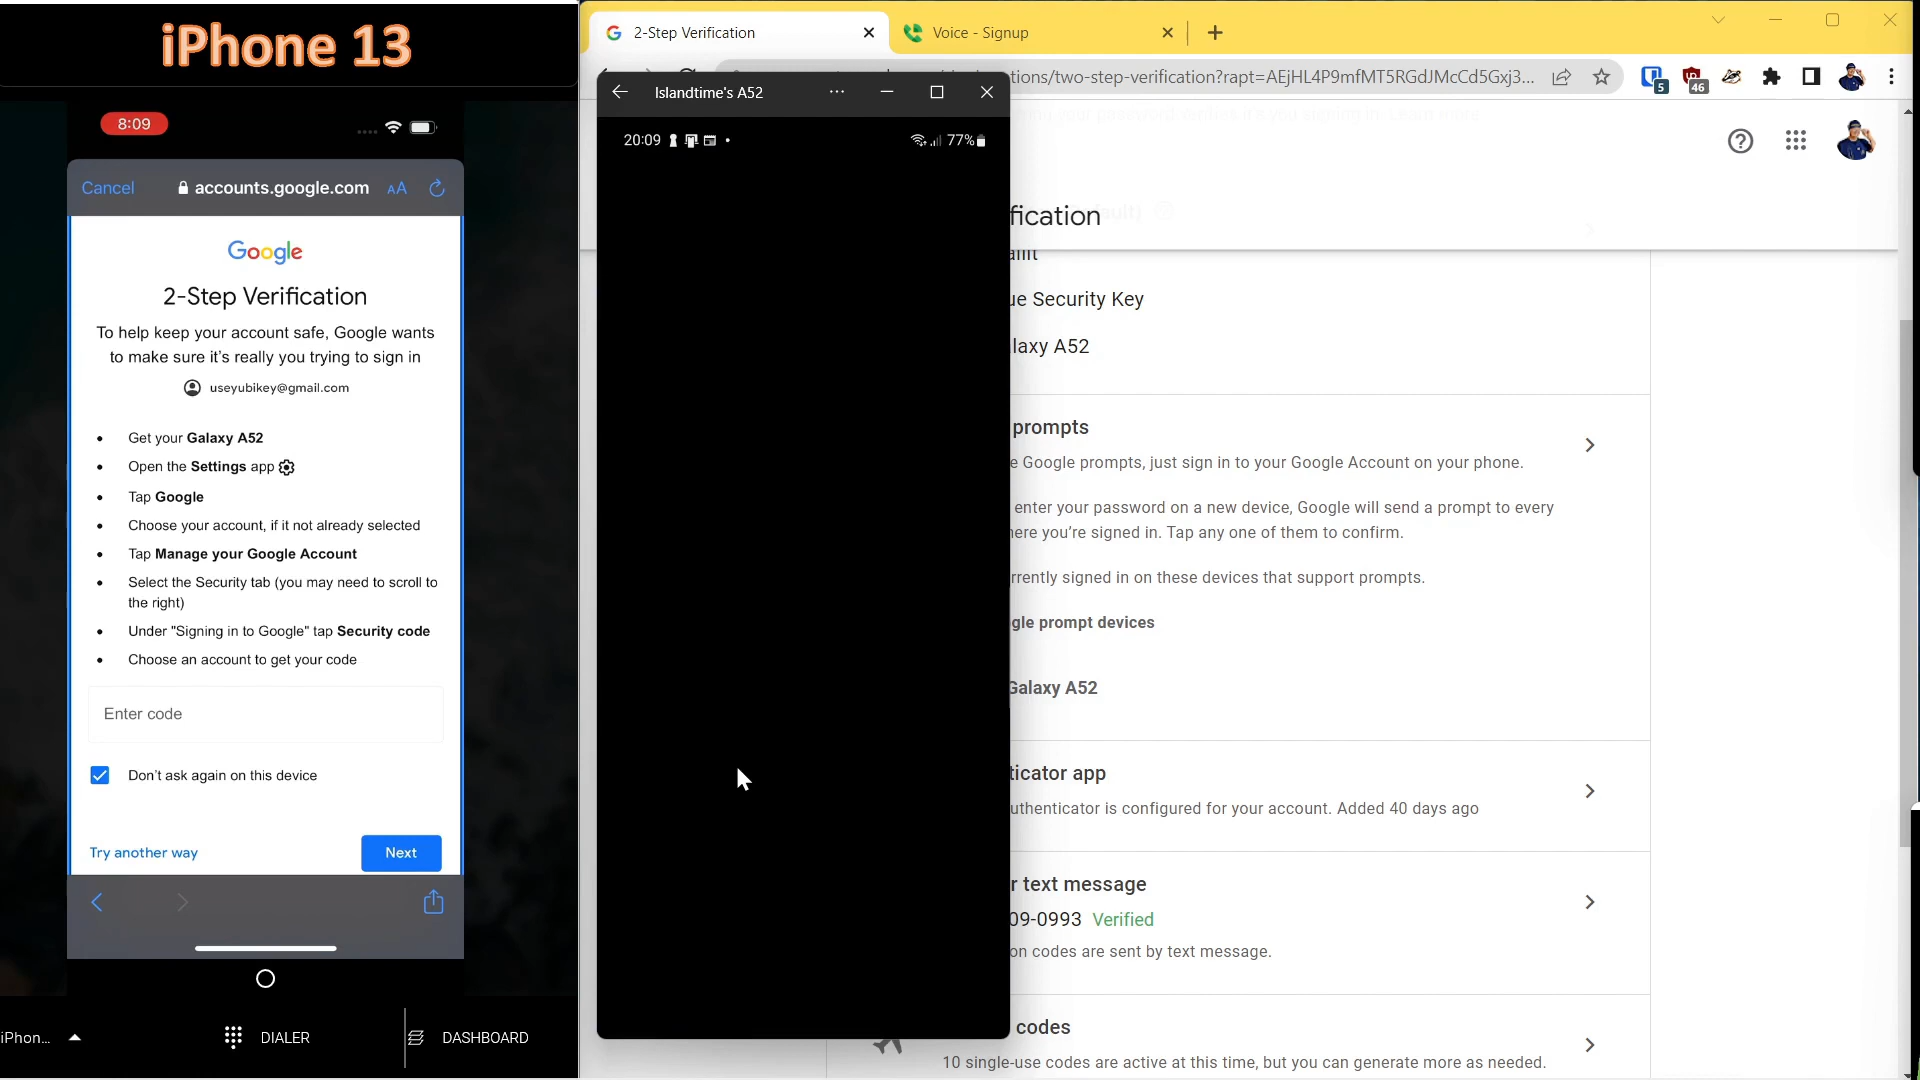 iPhone 13
8:09
Cancel
accounts.google.com
AA
Google
2-Step Verification
To help keep your account safe, Google wants
to make sure it's really you trying to sign in
useyubikey@gmail.com
Get your Galaxy A52
Open the Settings app
Tap Google
Choose your account, if it not already selected
Tap Manage your Google Account
Select the Security tab (you may need to scroll to
the right)
Under "Signing in to Google" tap Security code
Choose an account to get your code
Enter code
Don't ask again on this device
Try another way
Next
iPhon...
DIALER
DASHBOARD
2-Step Verification
Voice - Signup
tions/two-step-verification?rapt=AEjHL4P9mfMT5RGdJMcCd5Gxj3...
5
46
Islandtime's A52
20:09
77%
fication
ue Security Key
laxy A52
prompts
e Google prompts, just sign in to your Google Account on your phone.
enter your password on a new device, Google will send a prompt to every
here you're signed in. Tap any one of them to confirm.
rrently signed in on these devices that support prompts.
gle prompt devices
Galaxy A52
ticator app
uthenticator is configured for your account. Added 40 days ago
r text message
09-0993 Verified
on codes are sent by text message.
codes
10 single-use codes are active at this time, but you can generate more as needed.